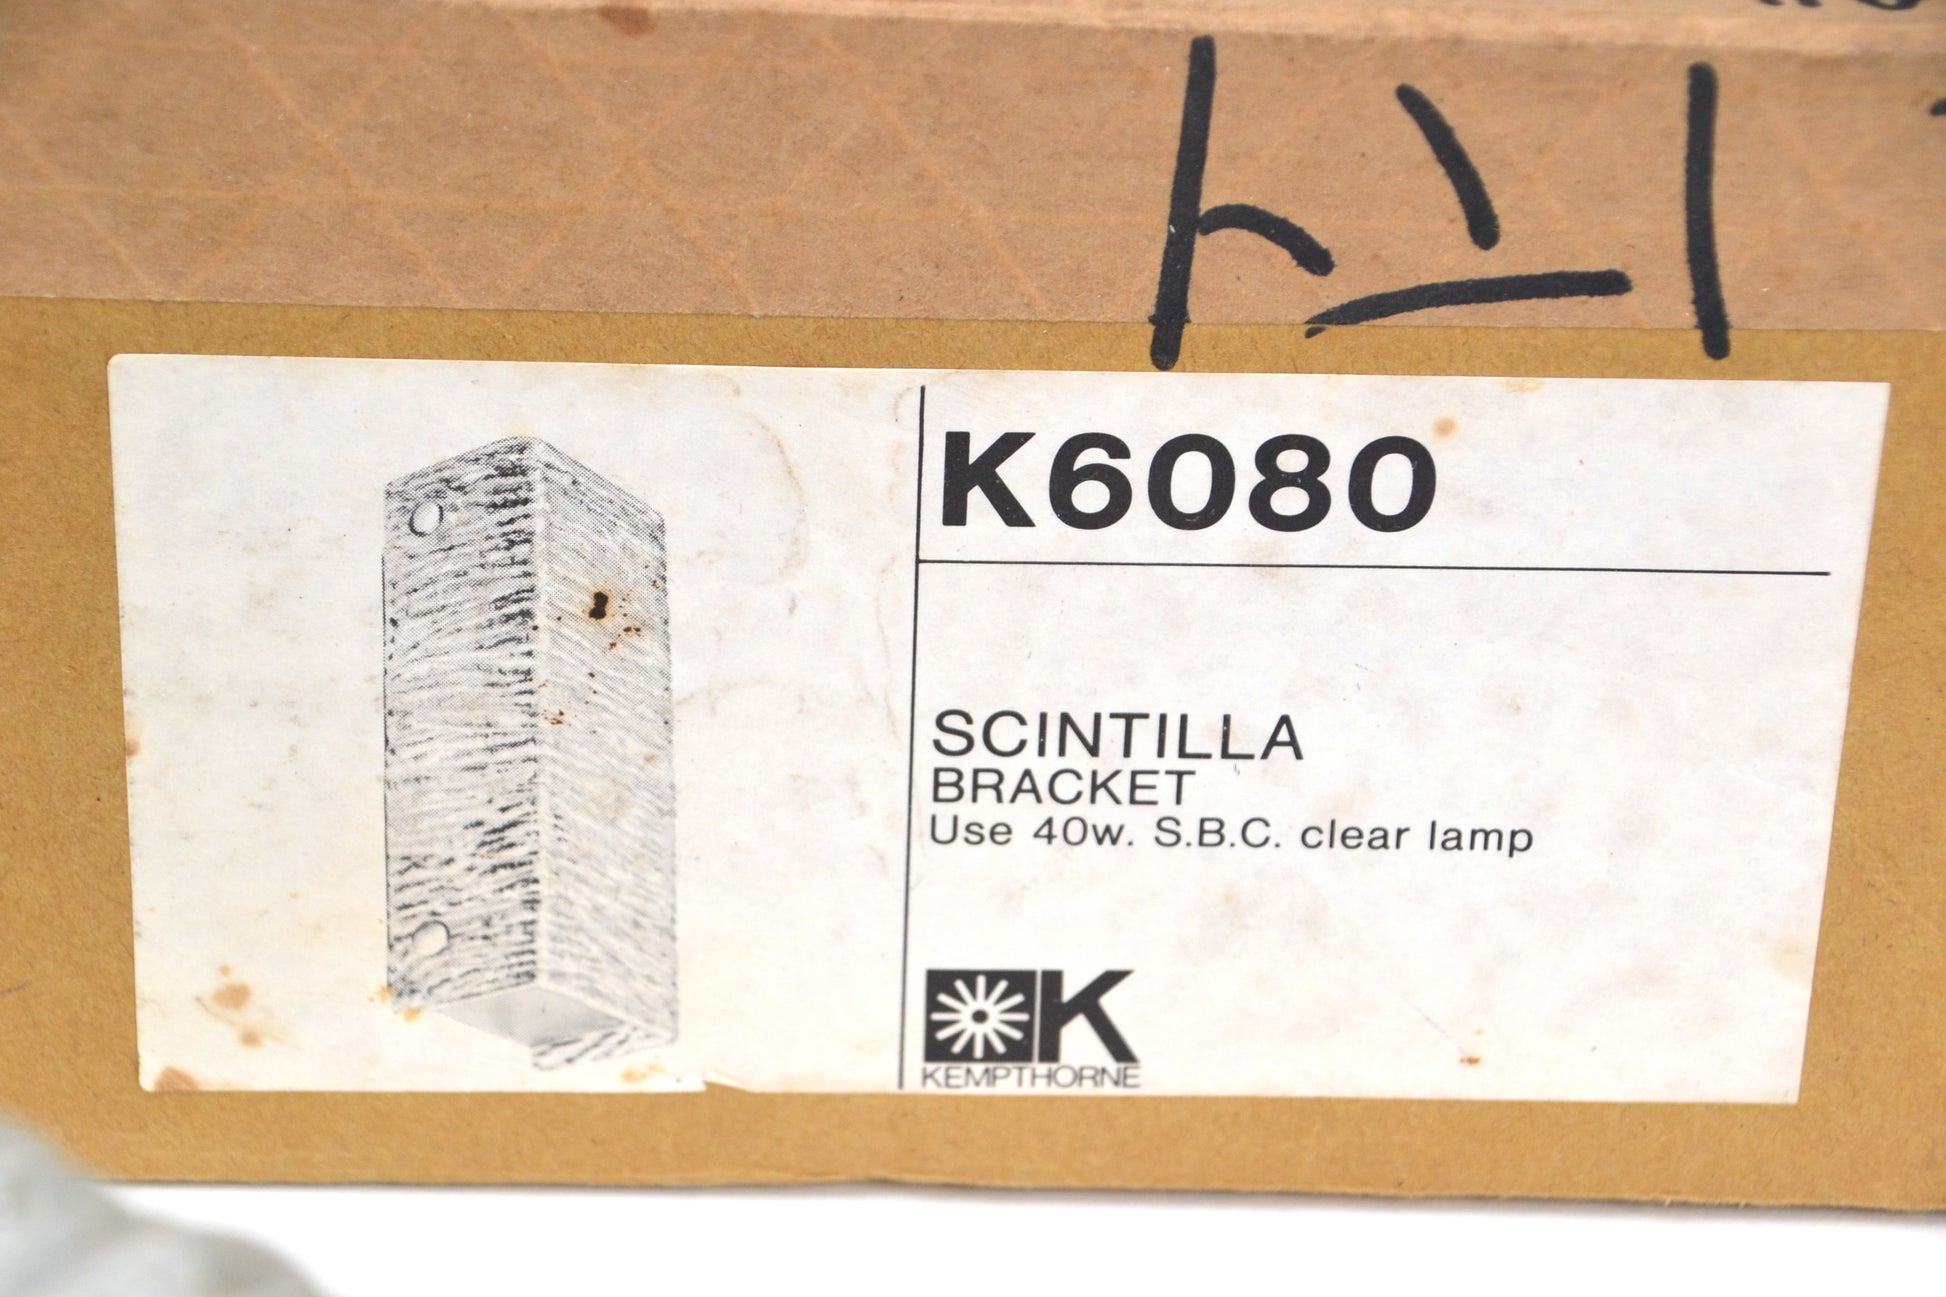 K6080
SCINTILLA
BRACKET
Use 40w. S.B.C. clear lamp
K
KEMPTHORNE